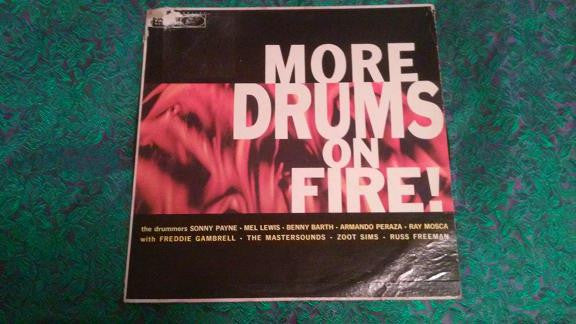 MORE
DRUMS
ON
FIRE!
the drummers SONNY PAYNE • MEL LEWIS • BENNY BARTH • ARMANDO PERAZA • RAY MOSCA
with FREDDIE GAMBRELL • THE MASTERSOUNDS • ZOOT SIMS • RUSS FREEMAN